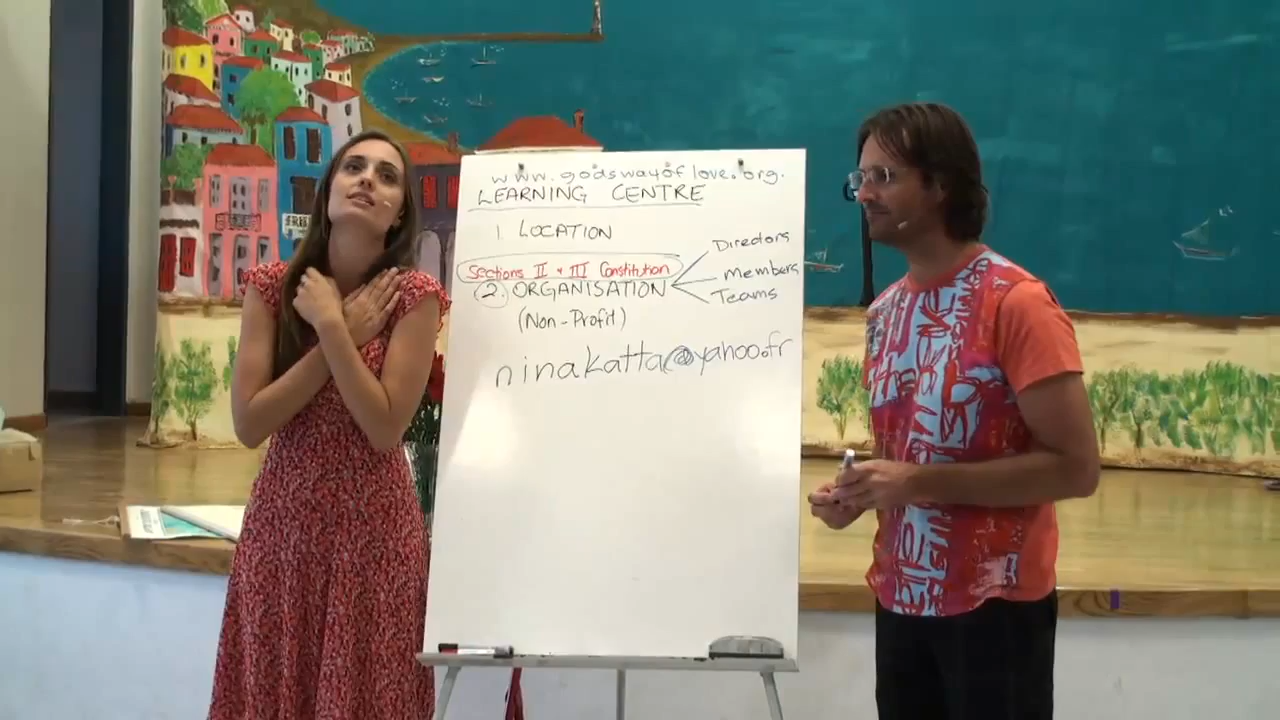 www.godswayoflove.org.
LEARNING CENTRE
1. LOCATION
Sections II + III Constitution
2. ORGANISATION
Directors
Members
Teams
(Non-Profit)
ninakatta@yahoo.fr